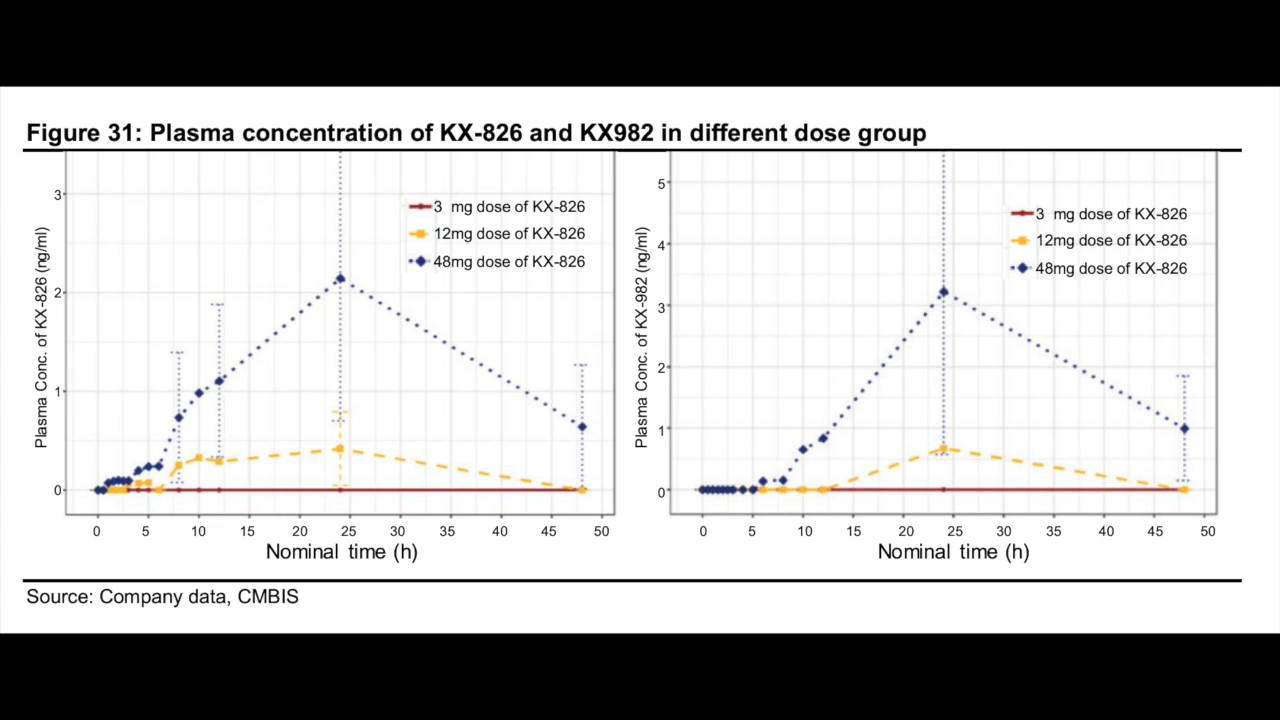 Figure 31: Plasma concentration of KX-826 and KX982 in different dose group
Plasma Conc. of KX-826 (ng/ml)
3
2
1
0
3 mg dose of KX-826
12mg dose of KX-826
48mg dose of KX-826
0 5 10 15 20 25 30 35 40 45 50
Nominal time (h)
Plasma Conc. of KX-982 (ng/ml)
5
4
3
2
1
0
3 mg dose of KX-826
12mg dose of KX-826
48mg dose of KX-826
0 5 10 15 20 25 30 35 40 45 50
Nominal time (h)
Source: Company data, CMBIS